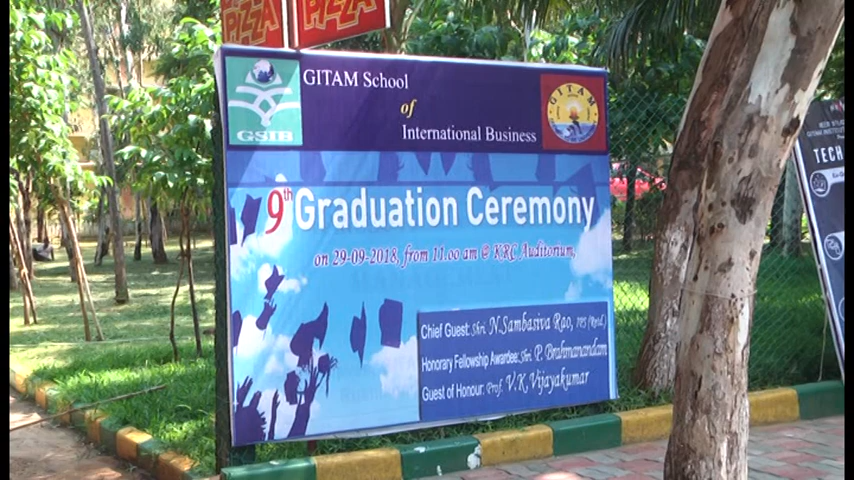 PIZZA PIZZA
GITAM School
of
International Business
GSIB
GITAM
9th Graduation Ceremony
on 29-09-2018, from 11.00 am @ KRC Auditorium,
Chief Guest: Shri. N.Sambasiva Rao, IPS (Retd.)
Honorary Fellowship Awardee: Shri. P. Brahmanandam
Guest of Honour: Prof. V.K.Vijayakumar
TECH